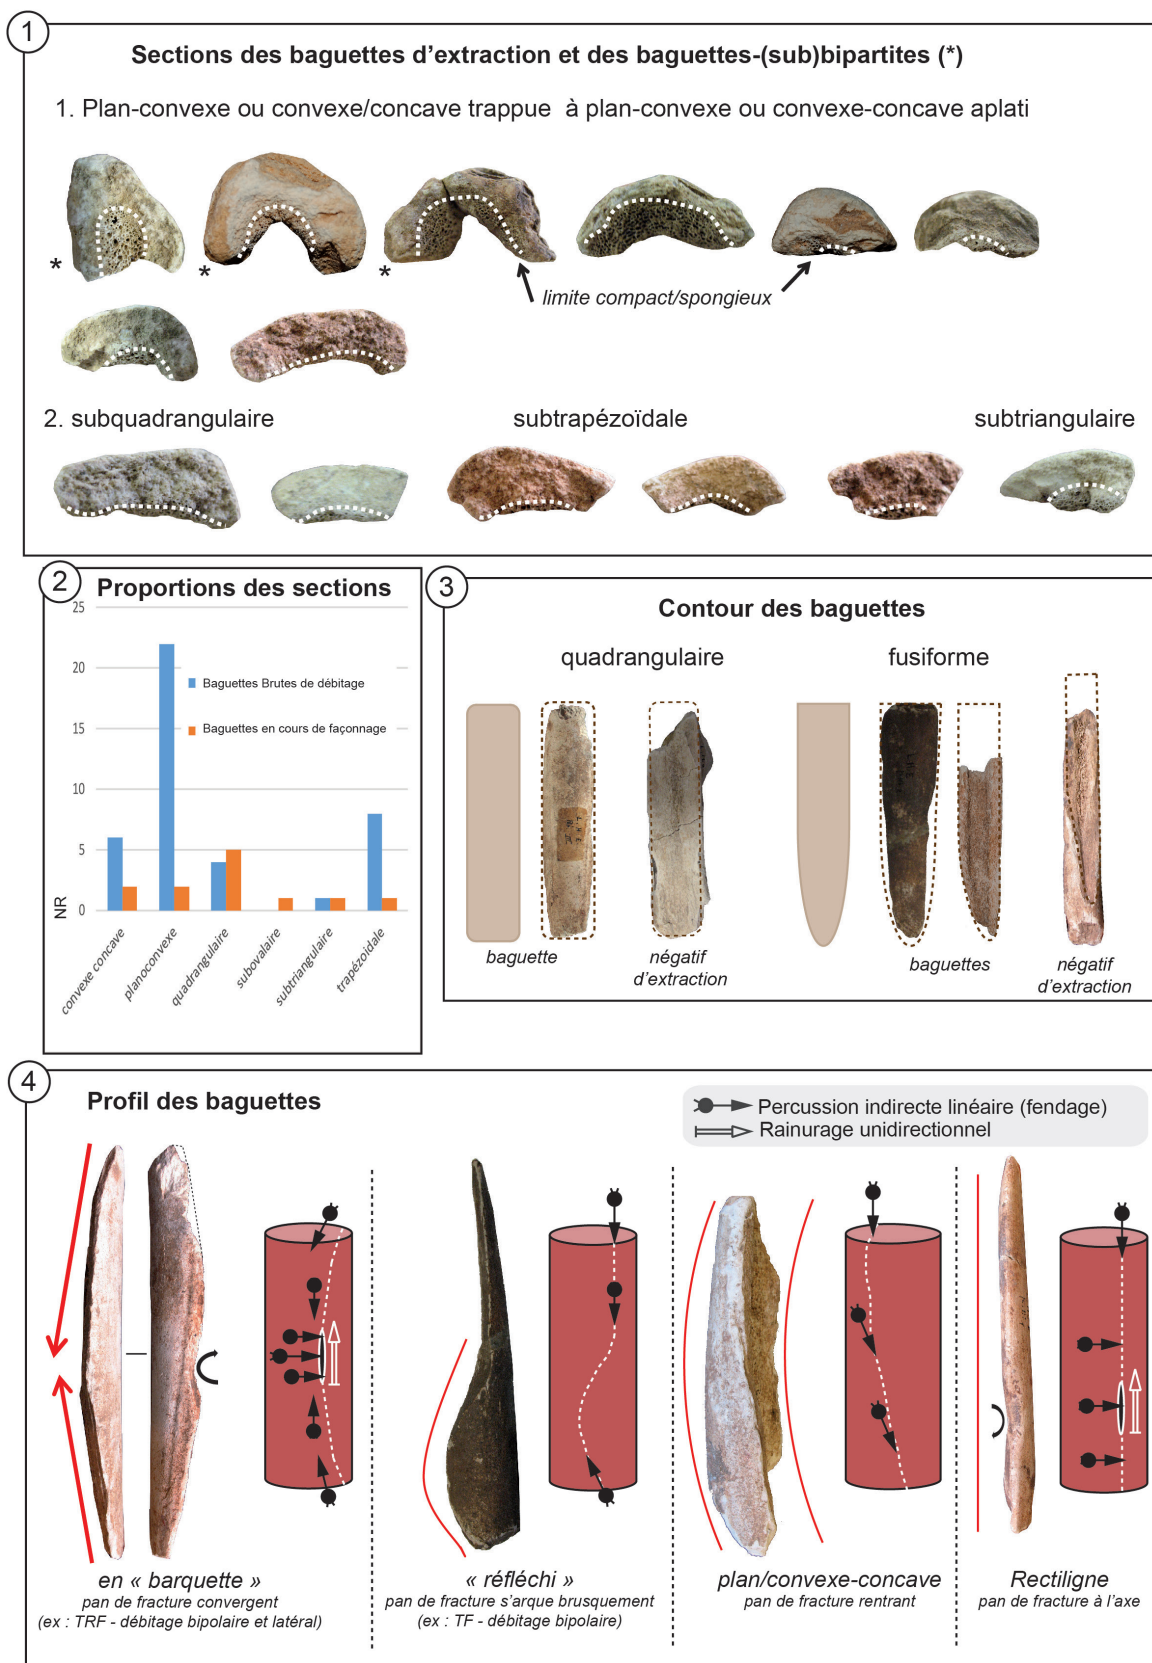 1
Sections des baguettes d'extraction et des baguettes-(sub)bipartites (*)
1. Plan-convexe ou convexe/concave trappue à plan-convexe ou convexe-concave aplati
*
*
*
limite compact/spongieux
2. subquadrangulaire
subtrapézoïdale
subtriangulaire
2
Proportions des sections
25
20
15
10
5
0
NR
Baguettes Brutes de débitage
Baguettes en cours de façonnage
convexe concave
planoconvexe
quadrangulaire
subovalaire
subtriangulaire
trapézoidale
3
Contour des baguettes
quadrangulaire
fusiforme
baguette
négatif
d'extraction
baguettes
négatif
d'extraction
4
Profil des baguettes
Percussion indirecte linéaire (fendage)
Rainurage unidirectionnel
en « barquette »
pan de fracture convergent
(ex : TRF - débitage bipolaire et latéral)
« réfléchi »
pan de fracture s'arque brusquement
(ex : TF - débitage bipolaire)
plan/convexe-concave
pan de fracture rentrant
Rectiligne
pan de fracture à l'axe